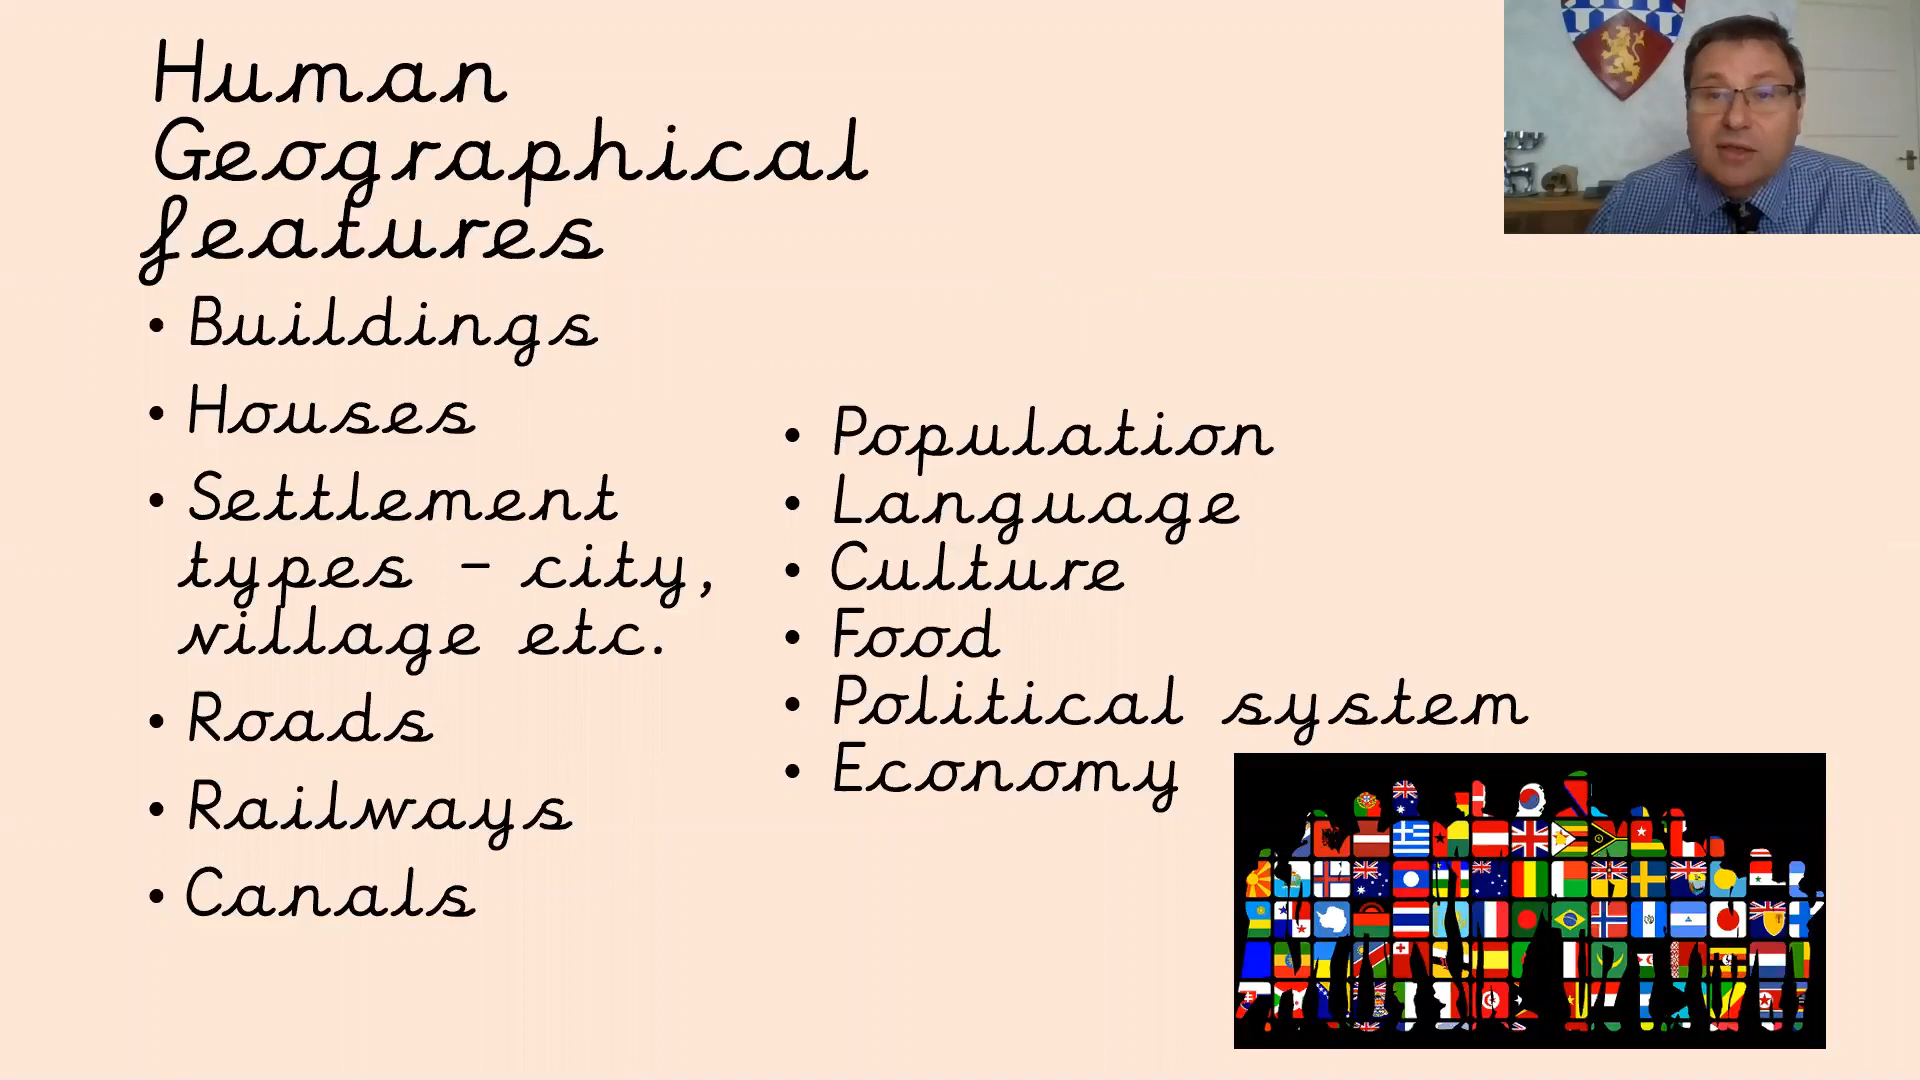 Human
Geographical
features
• Buildings
• Houses
• Settlement
types - city,
village etc.
• Roads
• Railways
• Canals
• Population
• Language
• Culture
• Food
• Political system
• Economy